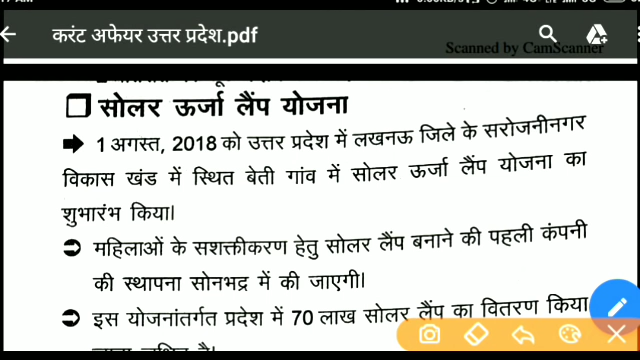 करंट अफेयर उत्तर प्रदेश.pdf
Scanned by CamScanner
सोलर ऊर्जा लैंप योजना
1 अगस्त, 2018 को उत्तर प्रदेश में लखनऊ जिले के सरोजनीनगर
विकास खंड में स्थित बेती गांव में सोलर ऊर्जा लैंप योजना का
शुभारंभ किया।
महिलाओं के सशक्तीकरण हेतु सोलर लैंप बनाने की पहली कंपनी
की स्थापना सोनभद्र में की जाएगी।
इस योजनांतर्गत प्रदेश में 70 लाख सोलर लैंप का वितरण किया